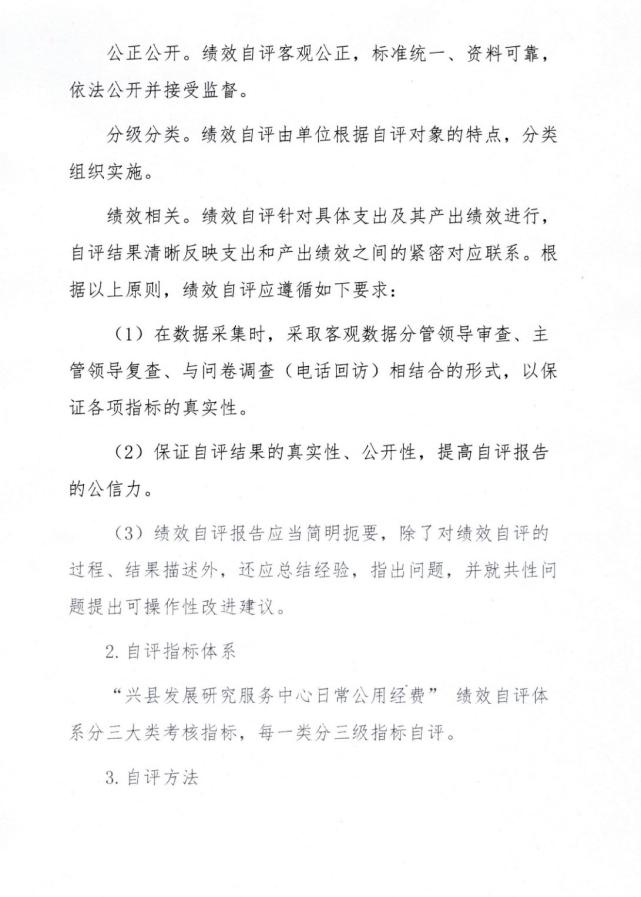 公正公开。绩效自评客观公正，标准统一、资料可靠，
依法公开并接受监督。
分级分类。绩效自评由单位根据自评对象的特点，分类
组织实施。
绩效相关。绩效自评针对具体支出及其产出绩效进行，
自评结果清晰反映支出和产出绩效之间的紧密对应联系。根
据以上原则，绩效自评应遵循如下要求：
（1）在数据采集时，采取客观数据分管领导审查、主
管领导复查、与问卷调查（电话回访）相结合的形式，以保
证各项指标的真实性。
（2）保证自评结果的真实性、公开性，提高自评报告
的公信力。
（3）绩效自评报告应当简明扼要，除了对绩效自评的
过程、结果描述外，还应总结经验，指出问题，并就共性问
题提出可操作性改进建议。
2.自评指标体系
“兴县发展研究服务中心日常公用经费” 绩效自评体
系分三大类考核指标，每一类分三级指标自评。
3.自评方法